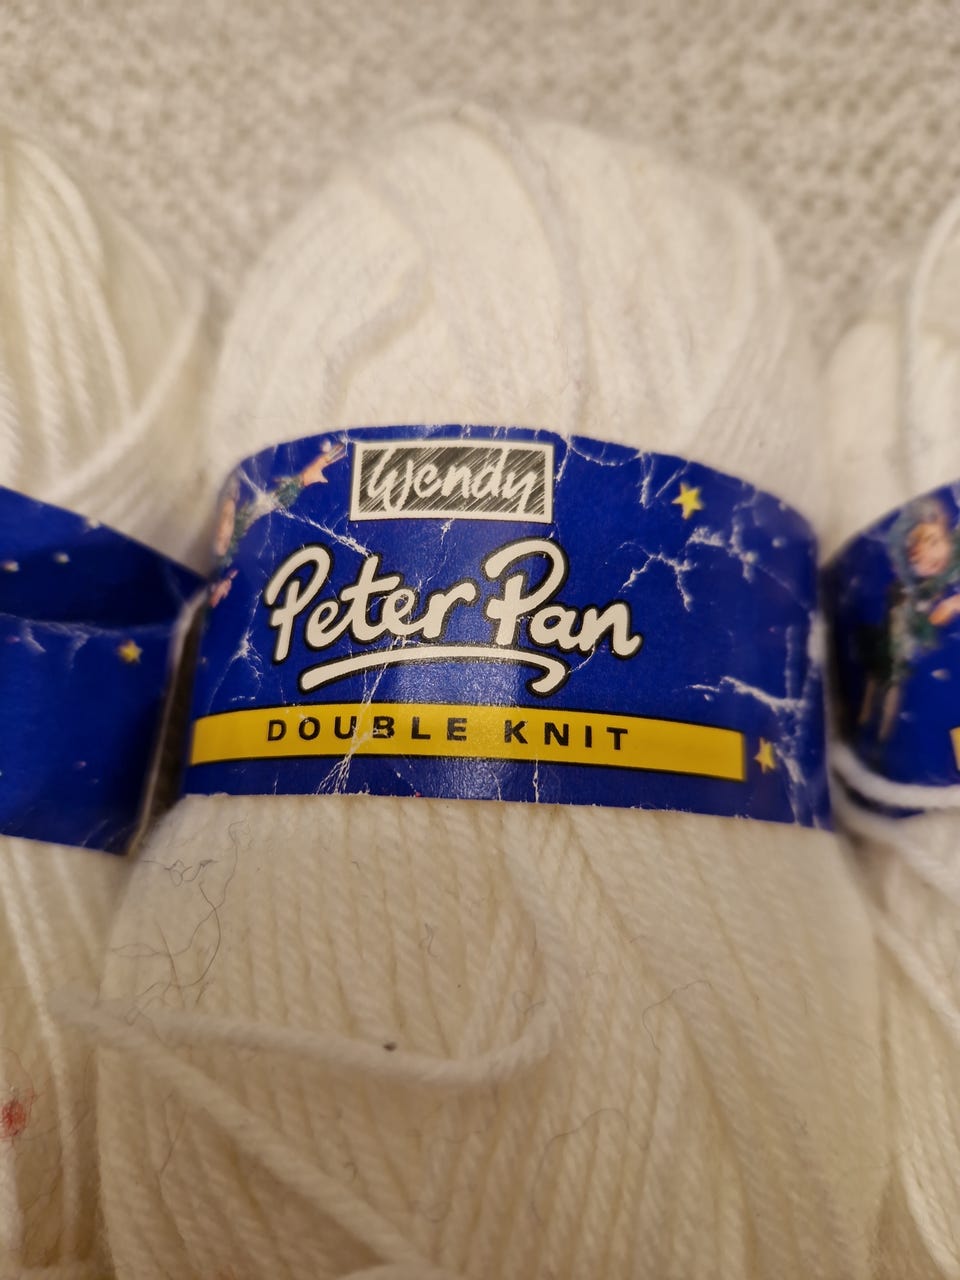 Wendy
Peter Pan
DOUBLE KNIT